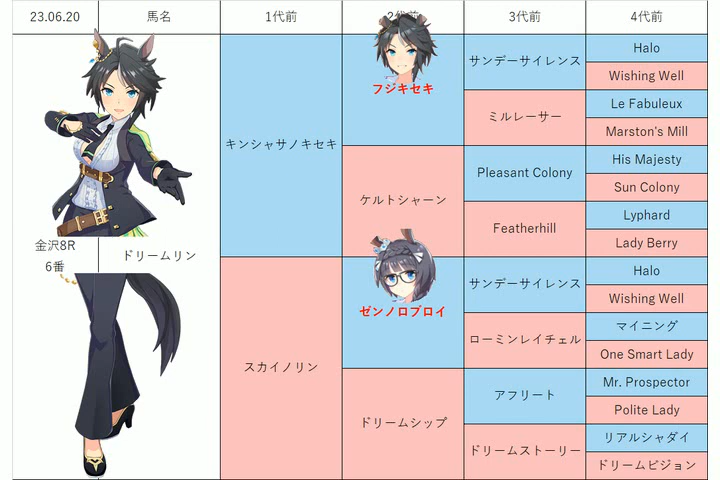 23.06.20 馬名 1代前 2代前 3代前 4代前
金沢8R
6番
ドリームリン
キンシャサノキセキ
スカイノリン
フジキセキ
ケルトシャーン
ゼンノロブロイ
ドリームシップ
サンデーサイレンス
ミルレーサー
Pleasant Colony
Featherhill
サンデーサイレンス
ローミンレイチェル
アフリート
ドリームストーリー
Halo
Wishing Well
Le Fabuleux
Marston's Mill
His Majesty
Sun Colony
Lyphard
Lady Berry
Halo
Wishing Well
マイニング
One Smart Lady
Mr. Prospector
Polite Lady
リアルシャダイ
ドリームビジョン